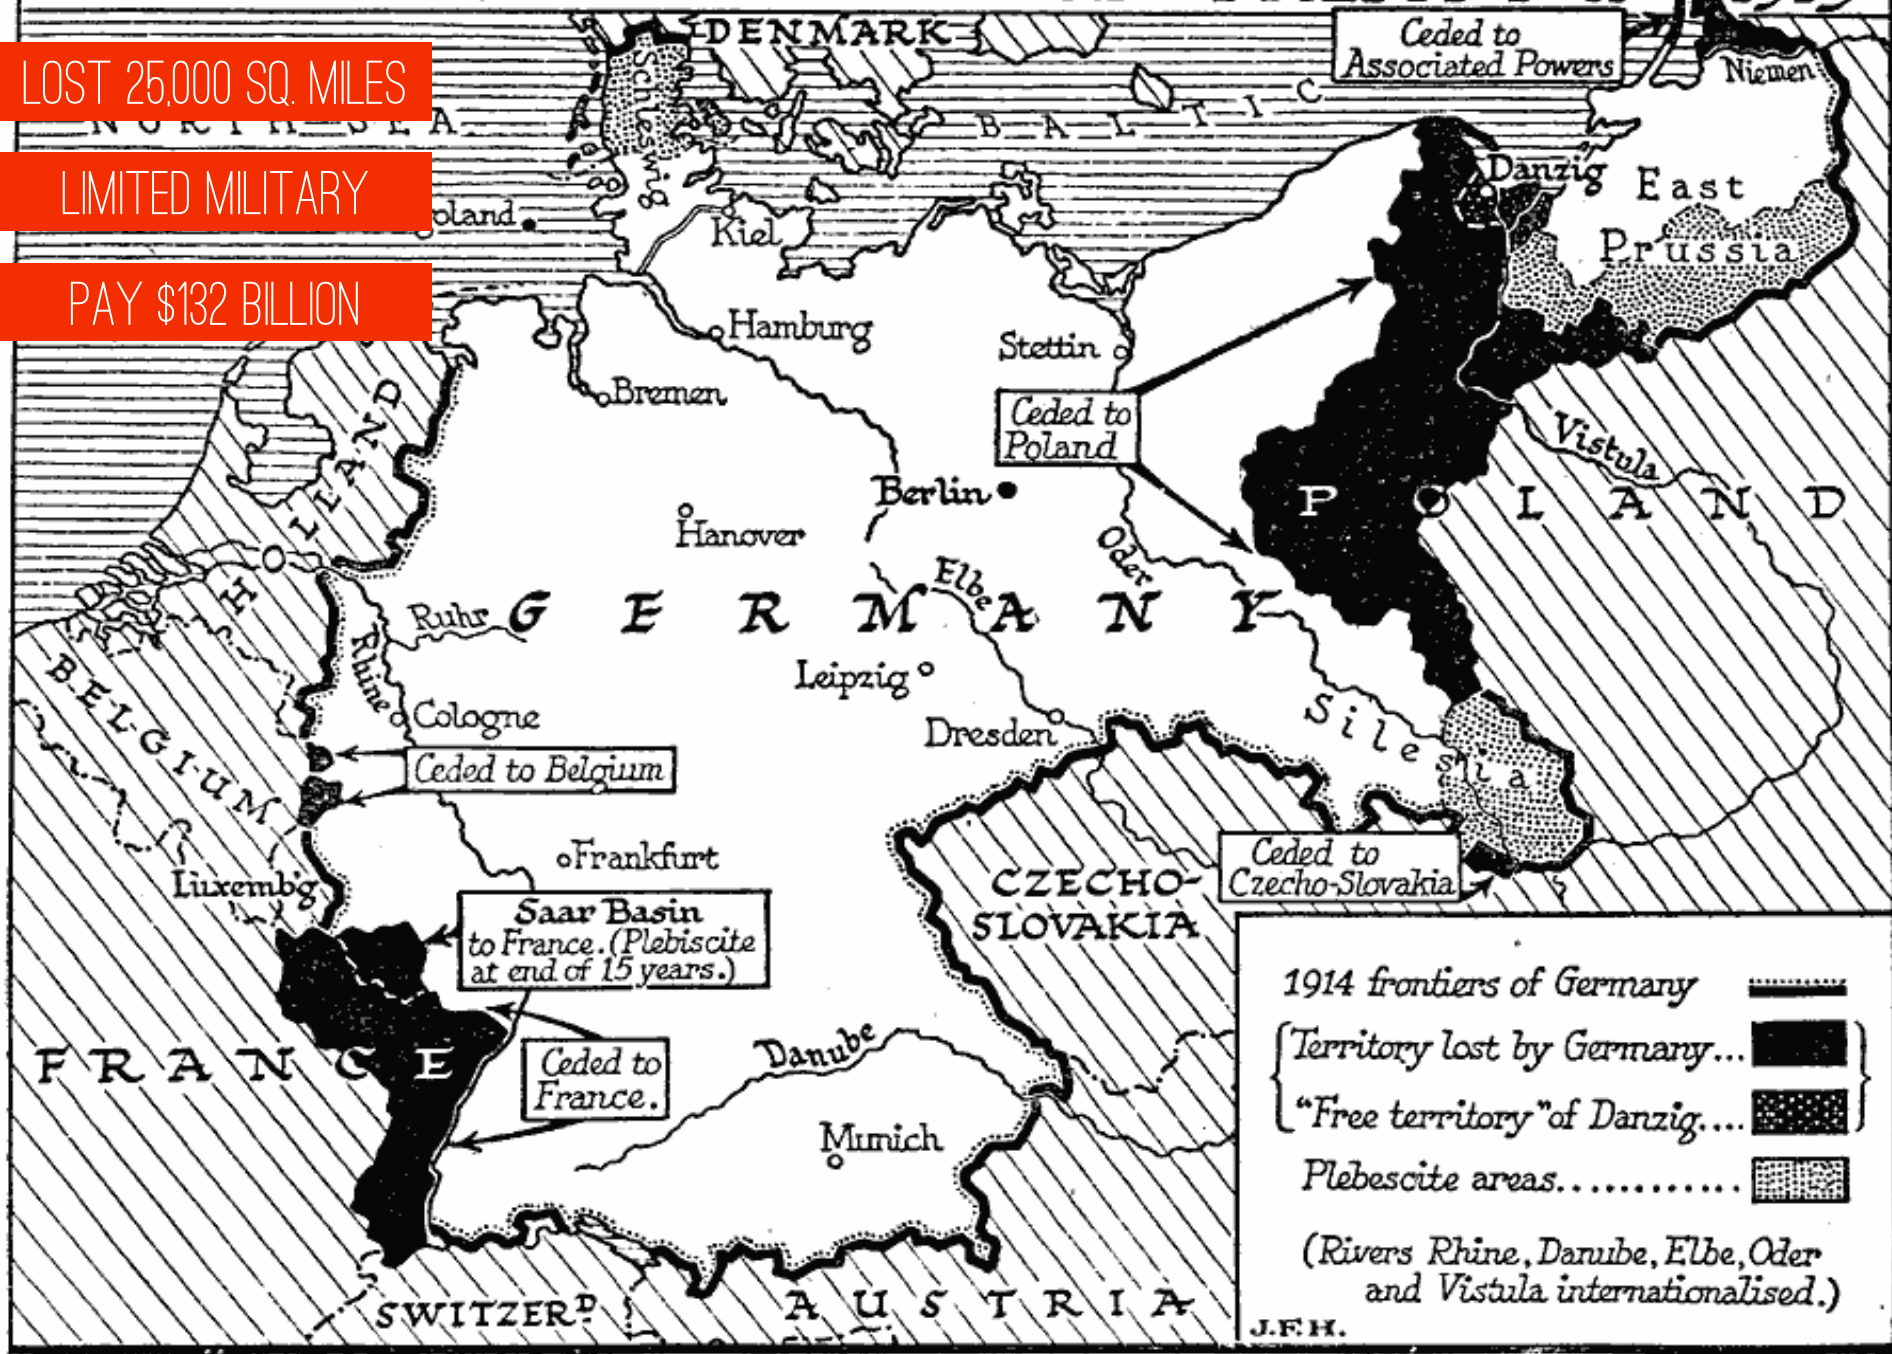 1919
DENMARK
Ceded to
Associated Powers
Niemen
LOST 25,000 SQ. MILES
NORTH SEA
BALTIC
Schleswig
LIMITED MILITARY
Danzig
East
Prussia
Kiel
PAY $132 BILLION
Hamburg
Stettin
Bremen
HOLLAND
Ceded to
Poland
Vistula
Berlin
POLAND
Hanover
Oder
Elbe
Ruhr
GERMANY
Rhine
Leipzig
BELGIUM
Cologne
Dresden
Silesia
Ceded to Belgium
Frankfurt
Luxemb'g
CZECHO-
SLOVAKIA
Ceded to
Czecho-Slovakia
Saar Basin
to France. (Plebiscite
at end of 15 years.)
FRANCE
Ceded to
France.
Danube
Munich
1914 frontiers of Germany
Territory lost by Germany...
"Free territory" of Danzig....
Plebescite areas............
(Rivers Rhine, Danube, Elbe, Oder
and Vistula internationalised.)
SWITZERD
AUSTRIA
J.F.H.